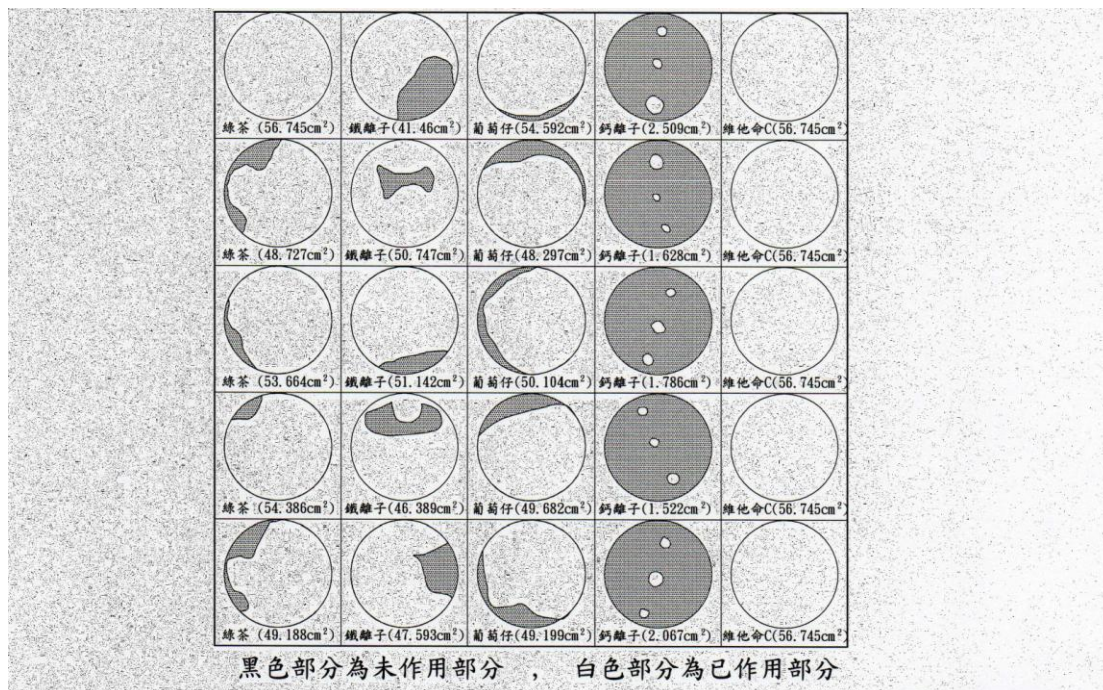 綠茶 (56.745cm²) 鐵離子(41.46cm²) 葡萄仔(54.592cm²) 鈣離子(2.509cm²) 維他命C(56.745cm²)
綠茶 (48.727cm²) 鐵離子(50.747cm²) 葡萄仔(48.297cm²) 鈣離子(1.628cm²) 維他命C(56.745cm²)
綠茶 (53.664cm²) 鐵離子(51.142cm²) 葡萄仔(50.104cm²) 鈣離子(1.786cm²) 維他命C(56.745cm²)
綠茶 (54.386cm²) 鐵離子(46.389cm²) 葡萄仔(49.682cm²) 鈣離子(1.522cm²) 維他命C(56.745cm²)
綠茶 (49.188cm²) 鐵離子(47.593cm²) 葡萄仔(49.199cm²) 鈣離子(2.067cm²) 維他命C(56.745cm²)
黑色部分為未作用部分 ， 白色部分為已作用部分